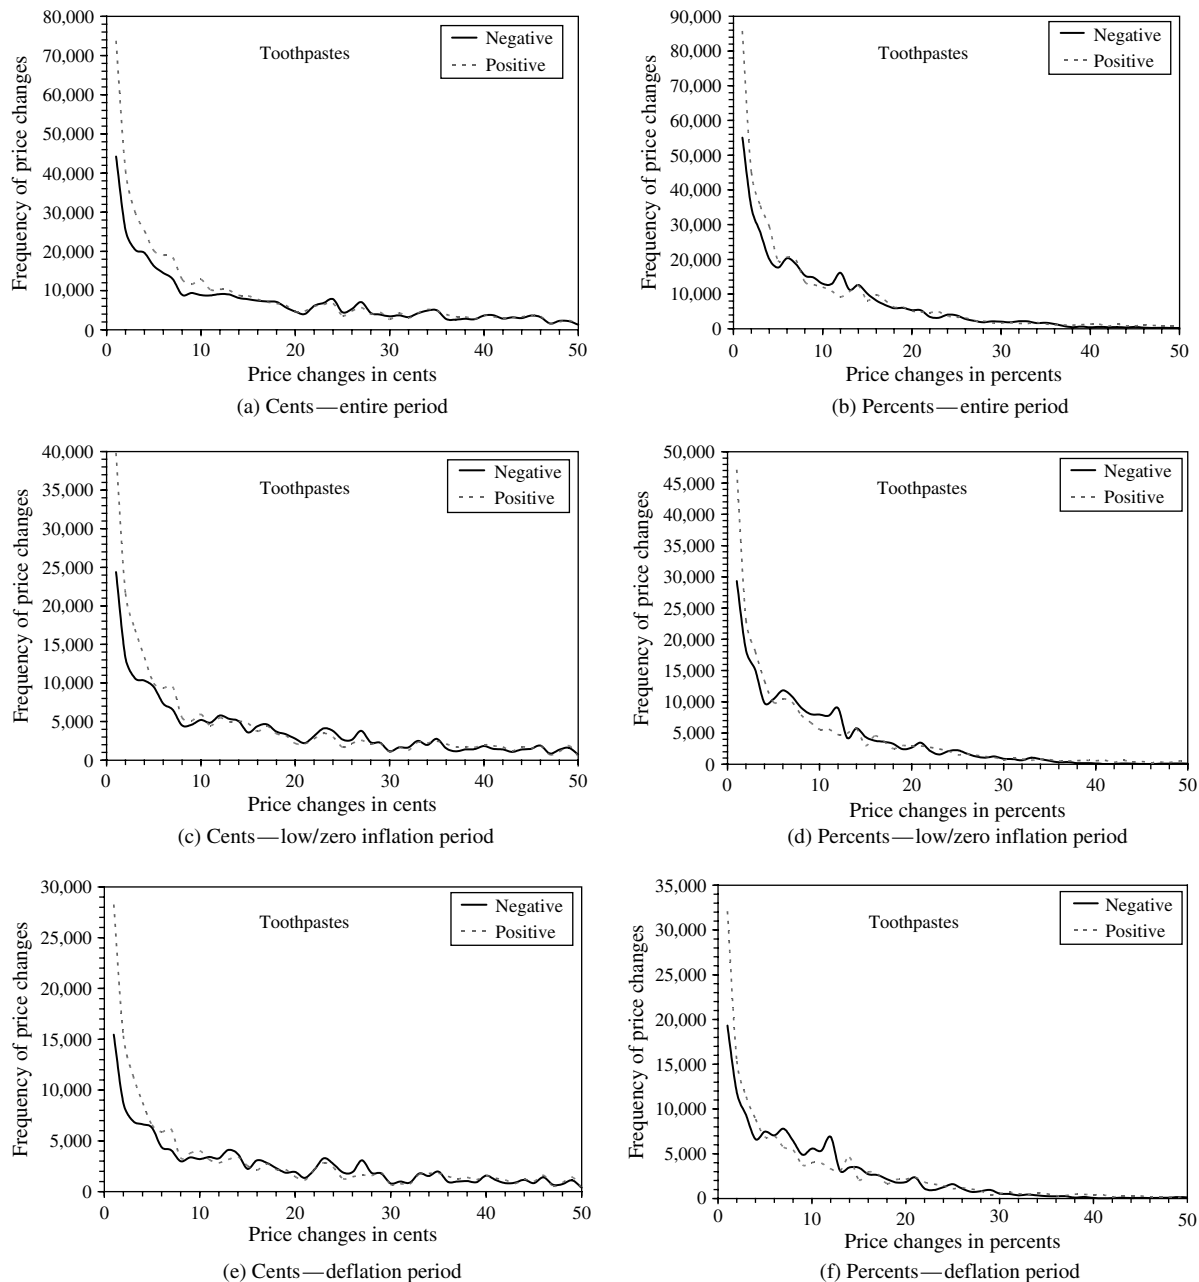 80,000
70,000
60,000
50,000
40,000
30,000
20,000
10,000
0
Frequency of price changes
Toothpastes
Negative
Positive
0 10 20 30 40 50
Price changes in cents
(a) Cents—entire period
90,000
80,000
70,000
60,000
50,000
40,000
30,000
20,000
10,000
0
Frequency of price changes
Toothpastes
Negative
Positive
0 10 20 30 40 50
Price changes in percents
(b) Percents—entire period
40,000
35,000
30,000
25,000
20,000
15,000
10,000
5,000
0
Frequency of price changes
Toothpastes
Negative
Positive
0 10 20 30 40 50
Price changes in cents
(c) Cents—low/zero inflation period
50,000
45,000
40,000
35,000
30,000
25,000
20,000
15,000
10,000
5,000
0
Frequency of price changes
Toothpastes
Negative
Positive
0 10 20 30 40 50
Price changes in percents
(d) Percents—low/zero inflation period
30,000
25,000
20,000
15,000
10,000
5,000
0
Frequency of price changes
Toothpastes
Negative
Positive
0 10 20 30 40 50
Price changes in cents
(e) Cents—deflation period
35,000
30,000
25,000
20,000
15,000
10,000
5,000
0
Frequency of price changes
Toothpastes
Negative
Positive
0 10 20 30 40 50
Price changes in percents
(f) Percents—deflation period